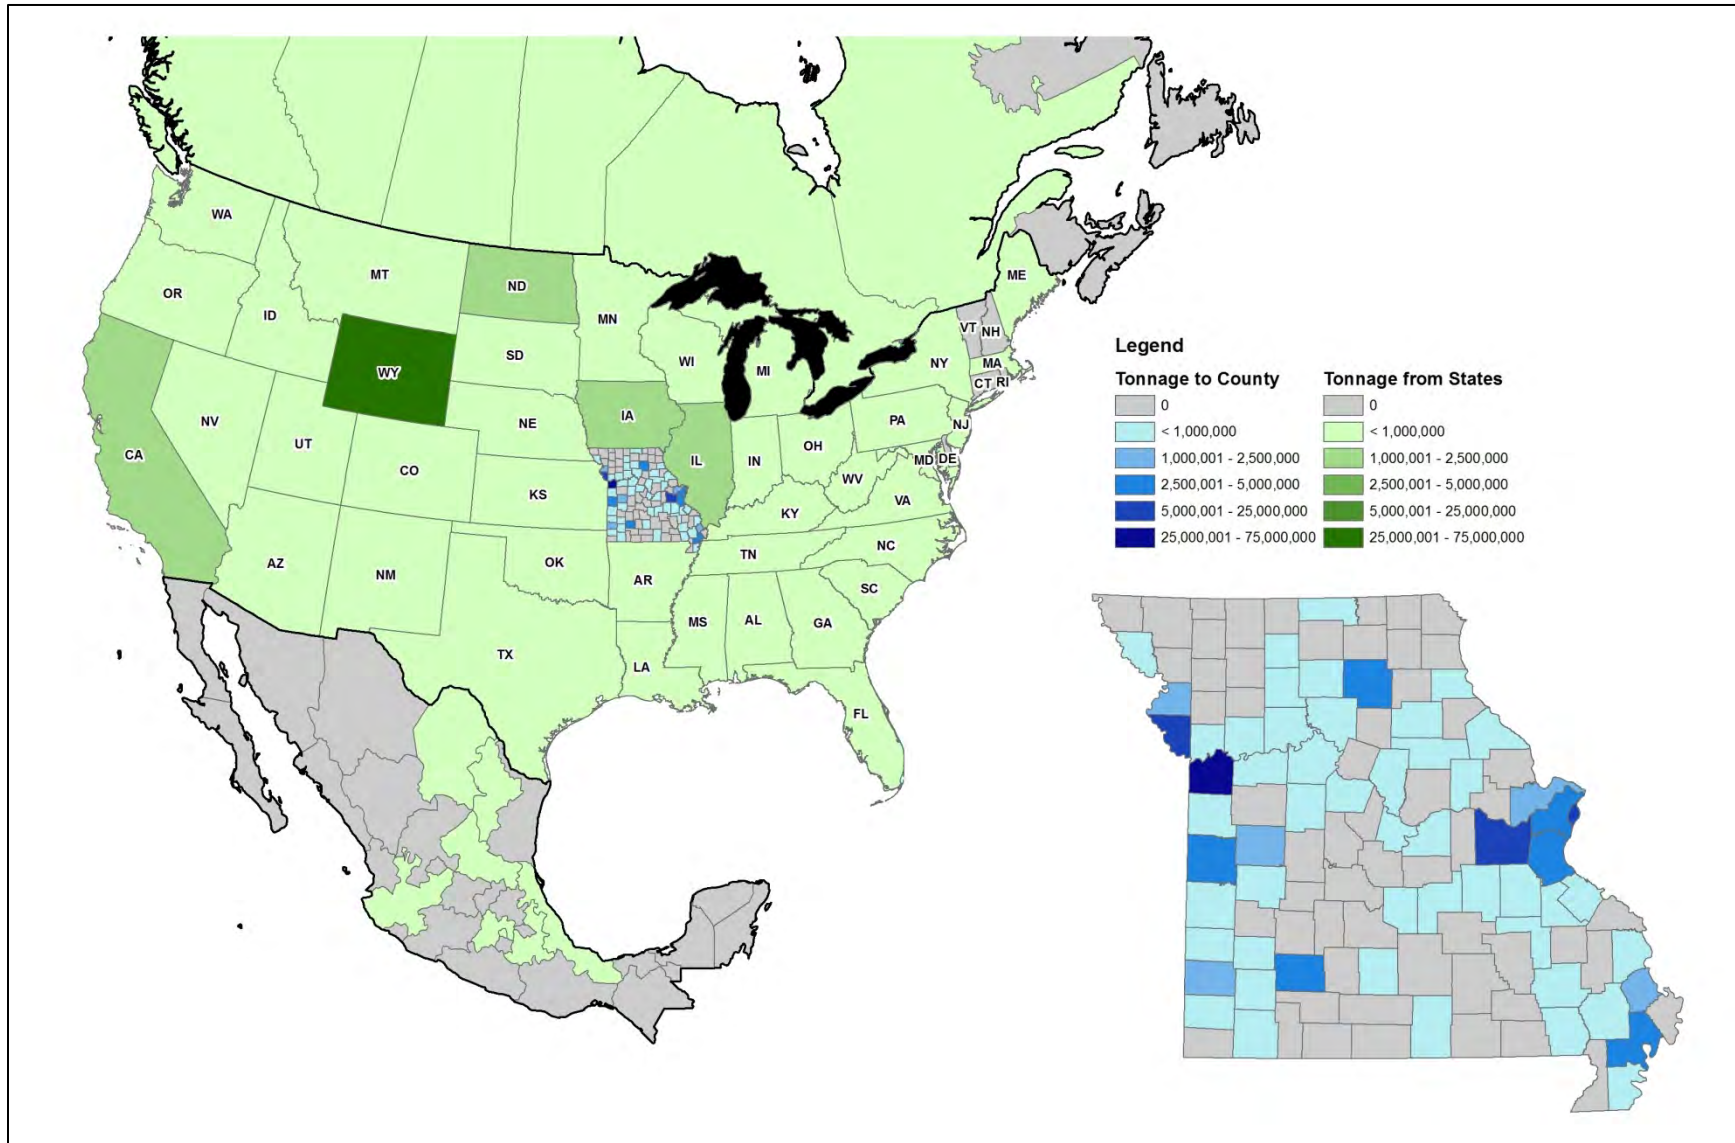 WA
MT
ND
ME
OR
ID
MN
VT
NH
SD
WI
MI
NY
MA
WY
CT
RI
IA
NE
PA
NJ
NV
OH
CA
UT
IL
IN
MD
DE
CO
WV
KS
VA
KY
NC
TN
OK
AZ
NM
AR
SC
MS
AL
GA
TX
LA
FL
Legend
Tonnage to County
0
< 1,000,000
1,000,001 - 2,500,000
2,500,001 - 5,000,000
5,000,001 - 25,000,000
25,000,001 - 75,000,000
Tonnage from States
0
< 1,000,000
1,000,001 - 2,500,000
2,500,001 - 5,000,000
5,000,001 - 25,000,000
25,000,001 - 75,000,000